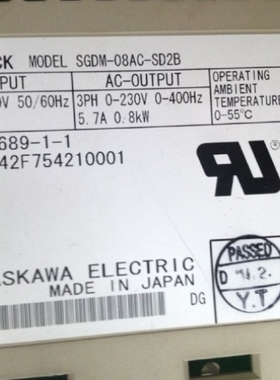 CK MODEL SGDM-08AC-SD2B
PUT AC-OUTPUT OPERATING
V 50/60Hz 3PH 0-230V 0-400Hz AMBIENT
5.7A 0.8kW TEMPERATURE
0-55℃
689-1-1
42F754210001
ASKAWA ELECTRIC
MADE IN JAPAN
DG
PASSED
D
2.
Y.T